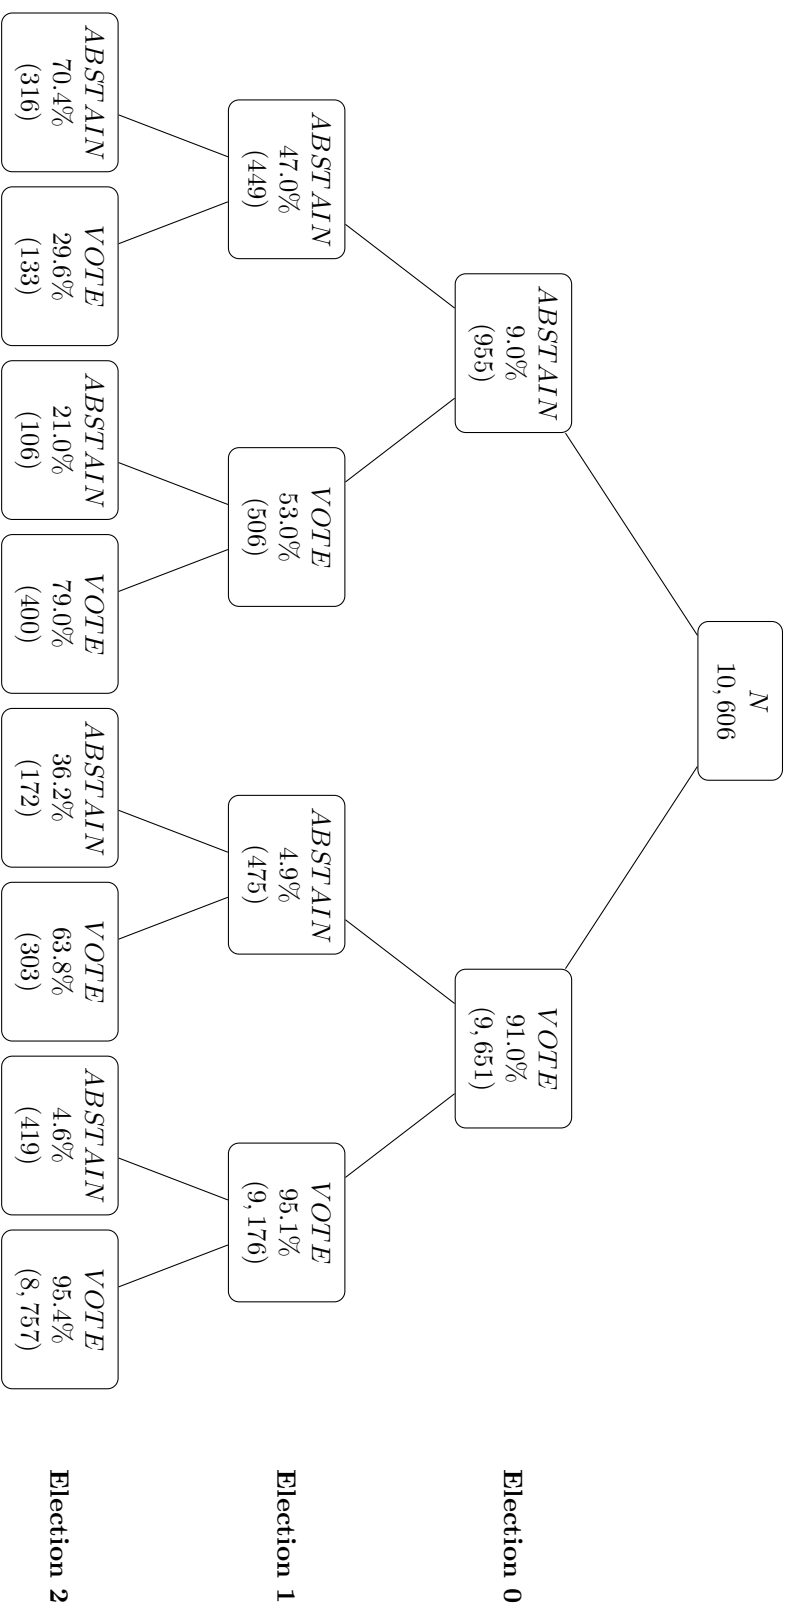 N
10, 606
ABSTAIN
9.0%
(955)
VOTE
91.0%
(9, 651)
Election 0
ABSTAIN
47.0%
(449)
VOTE
53.0%
(506)
ABSTAIN
4.9%
(475)
VOTE
95.1%
(9, 176)
Election 1
ABSTAIN
70.4%
(316)
VOTE
29.6%
(133)
ABSTAIN
21.0%
(106)
VOTE
79.0%
(400)
ABSTAIN
36.2%
(172)
VOTE
63.8%
(303)
ABSTAIN
4.6%
(419)
VOTE
95.4%
(8, 757)
Election 2